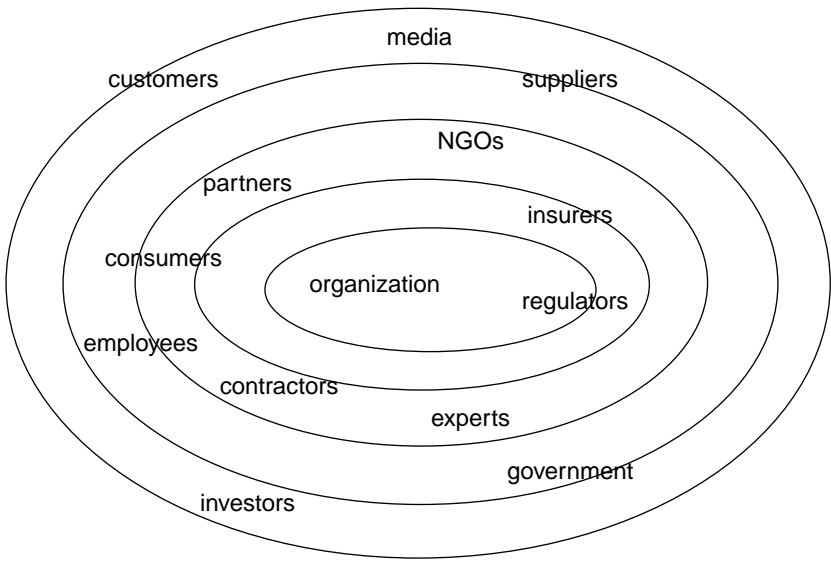 media
customers
suppliers
NGOs
partners
insurers
consumers
organization
regulators
employees
contractors
experts
government
investors